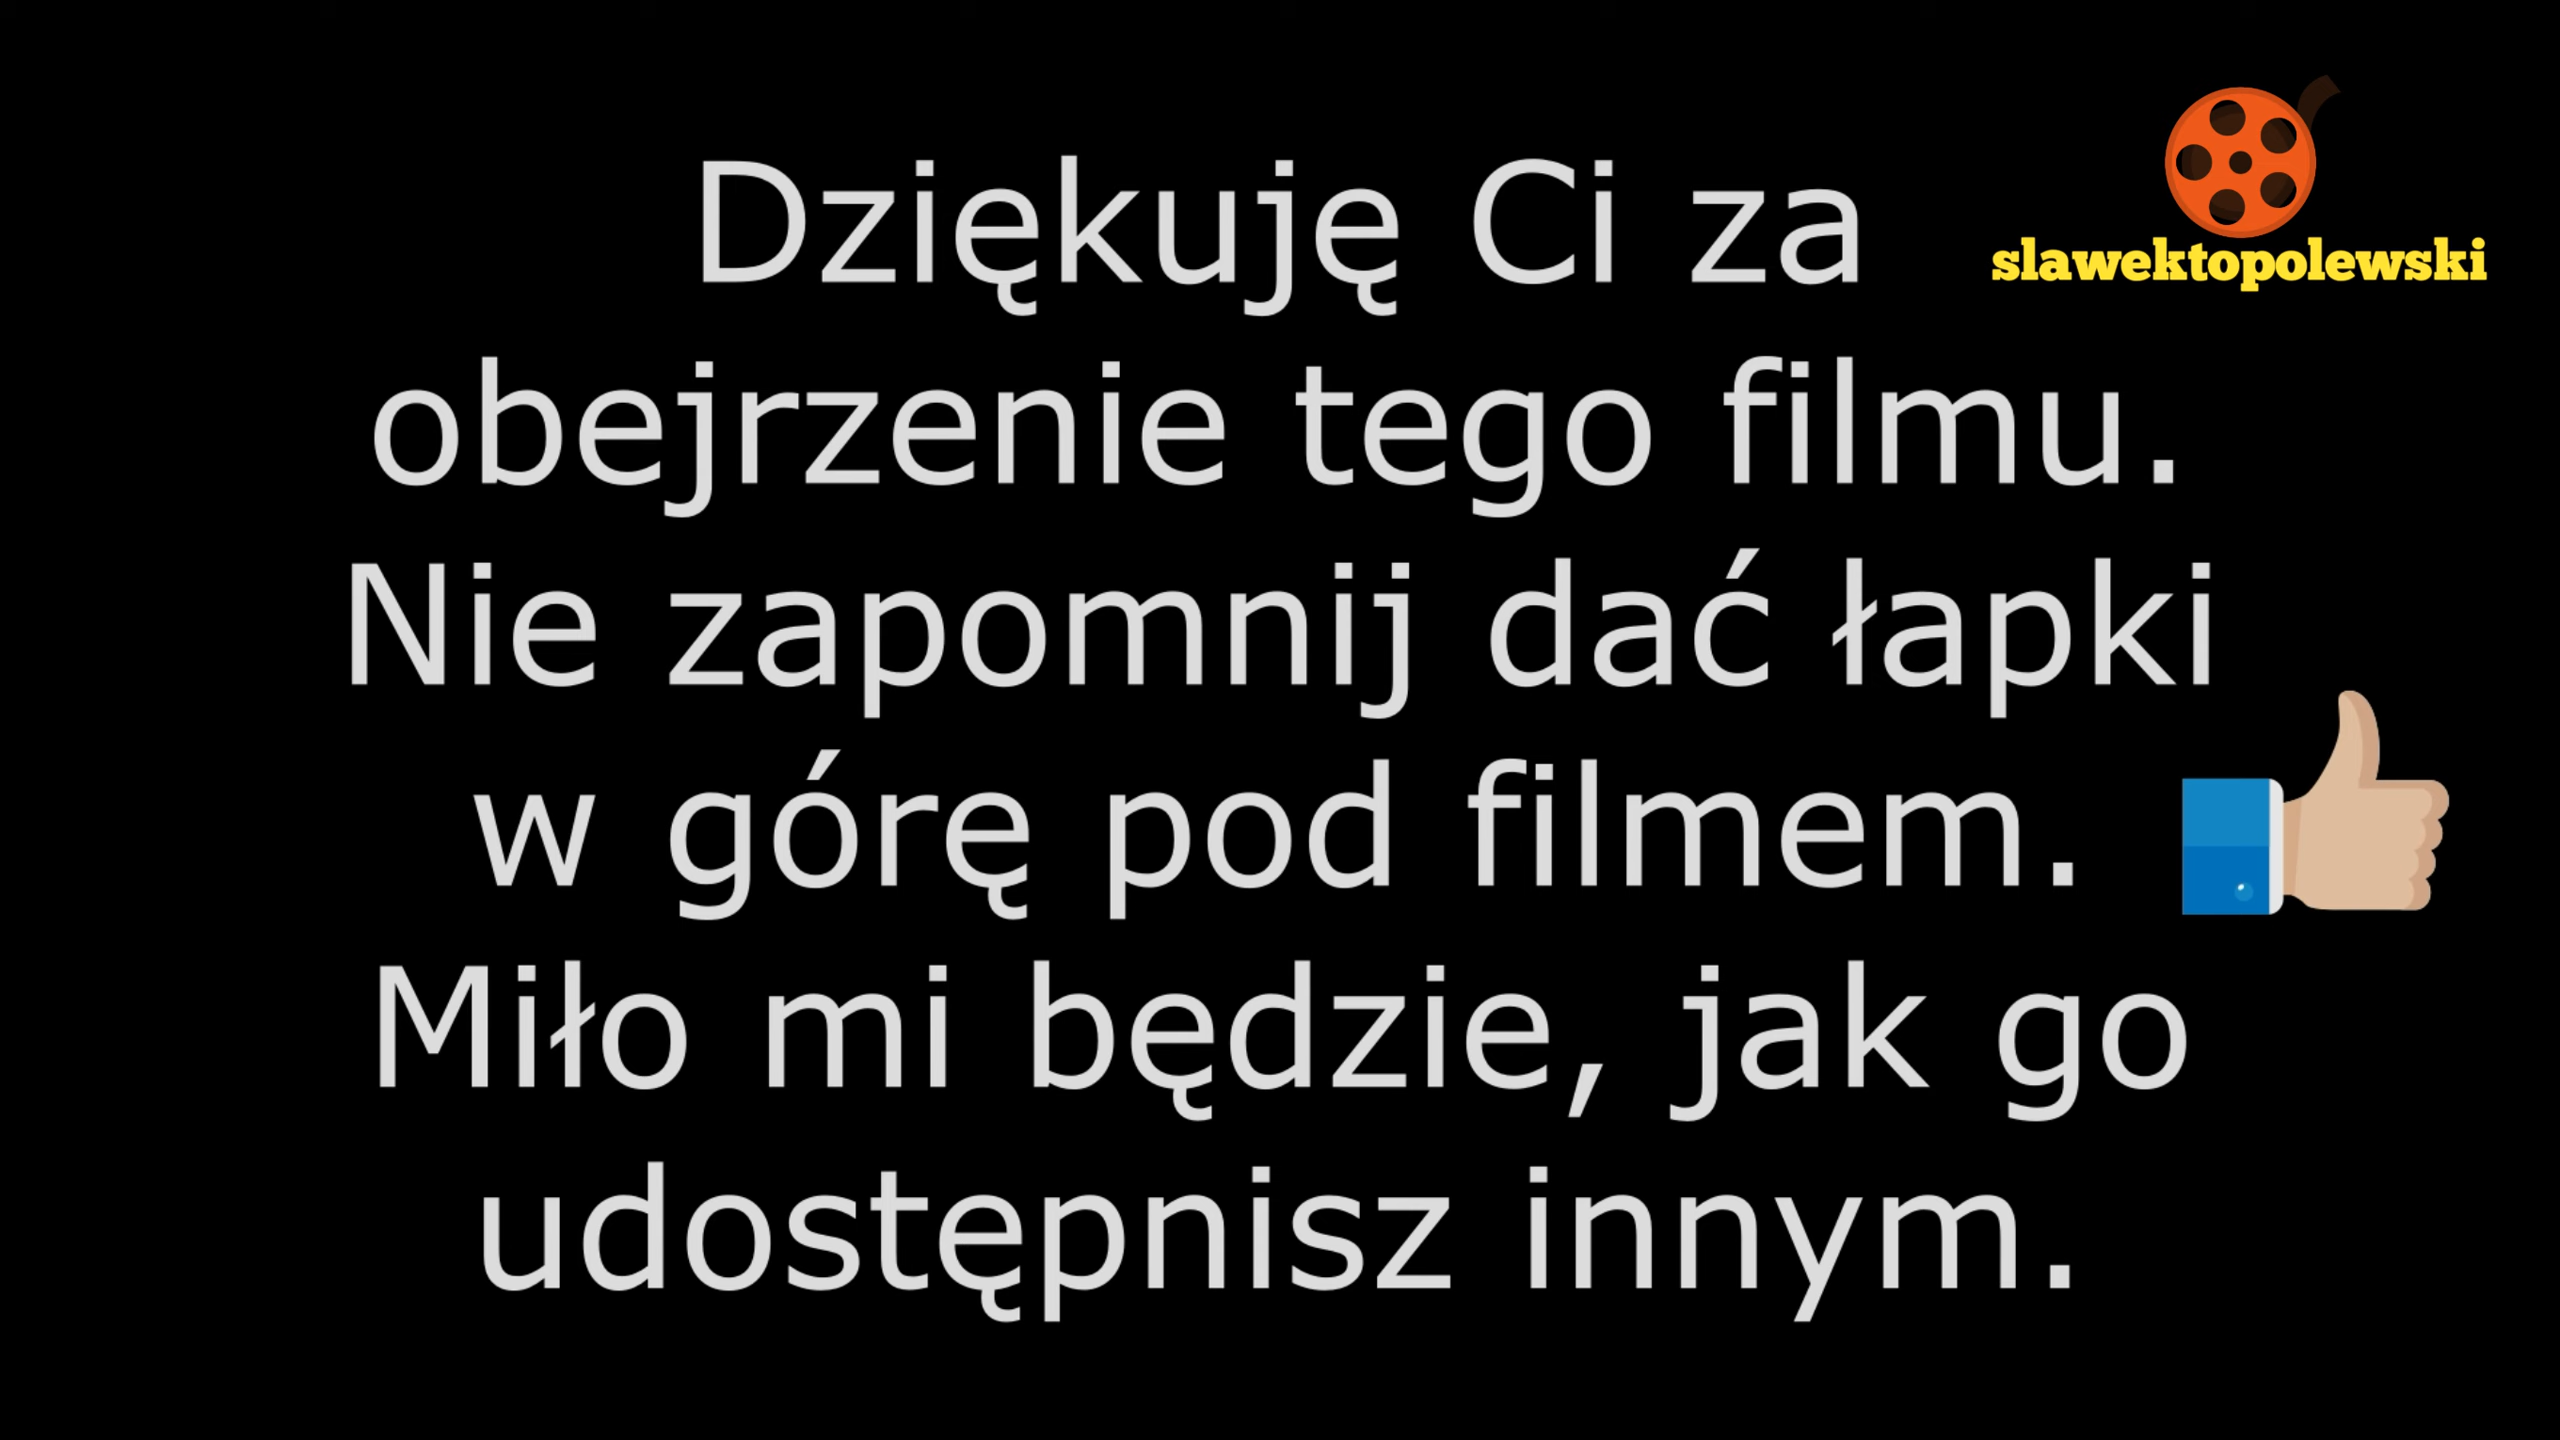 Dziękuję Ci za
slawektopolewski
obejrzenie tego filmu.
Nie zapomnij dać łapki
w górę pod filmem.
Miło mi będzie, jak go
udostępnisz innym.